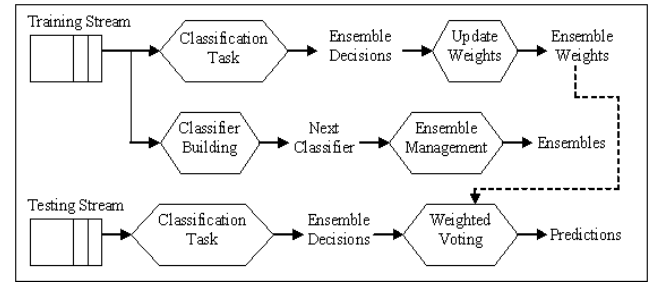 Training Stream
Classification
Task
Ensemble
Decisions
Update
Weights
Ensemble
Weights
Classifier
Building
Next
Classifier
Ensemble
Management
Ensembles
Testing Stream
Classification
Task
Ensemble
Decisions
Weighted
Voting
Predictions